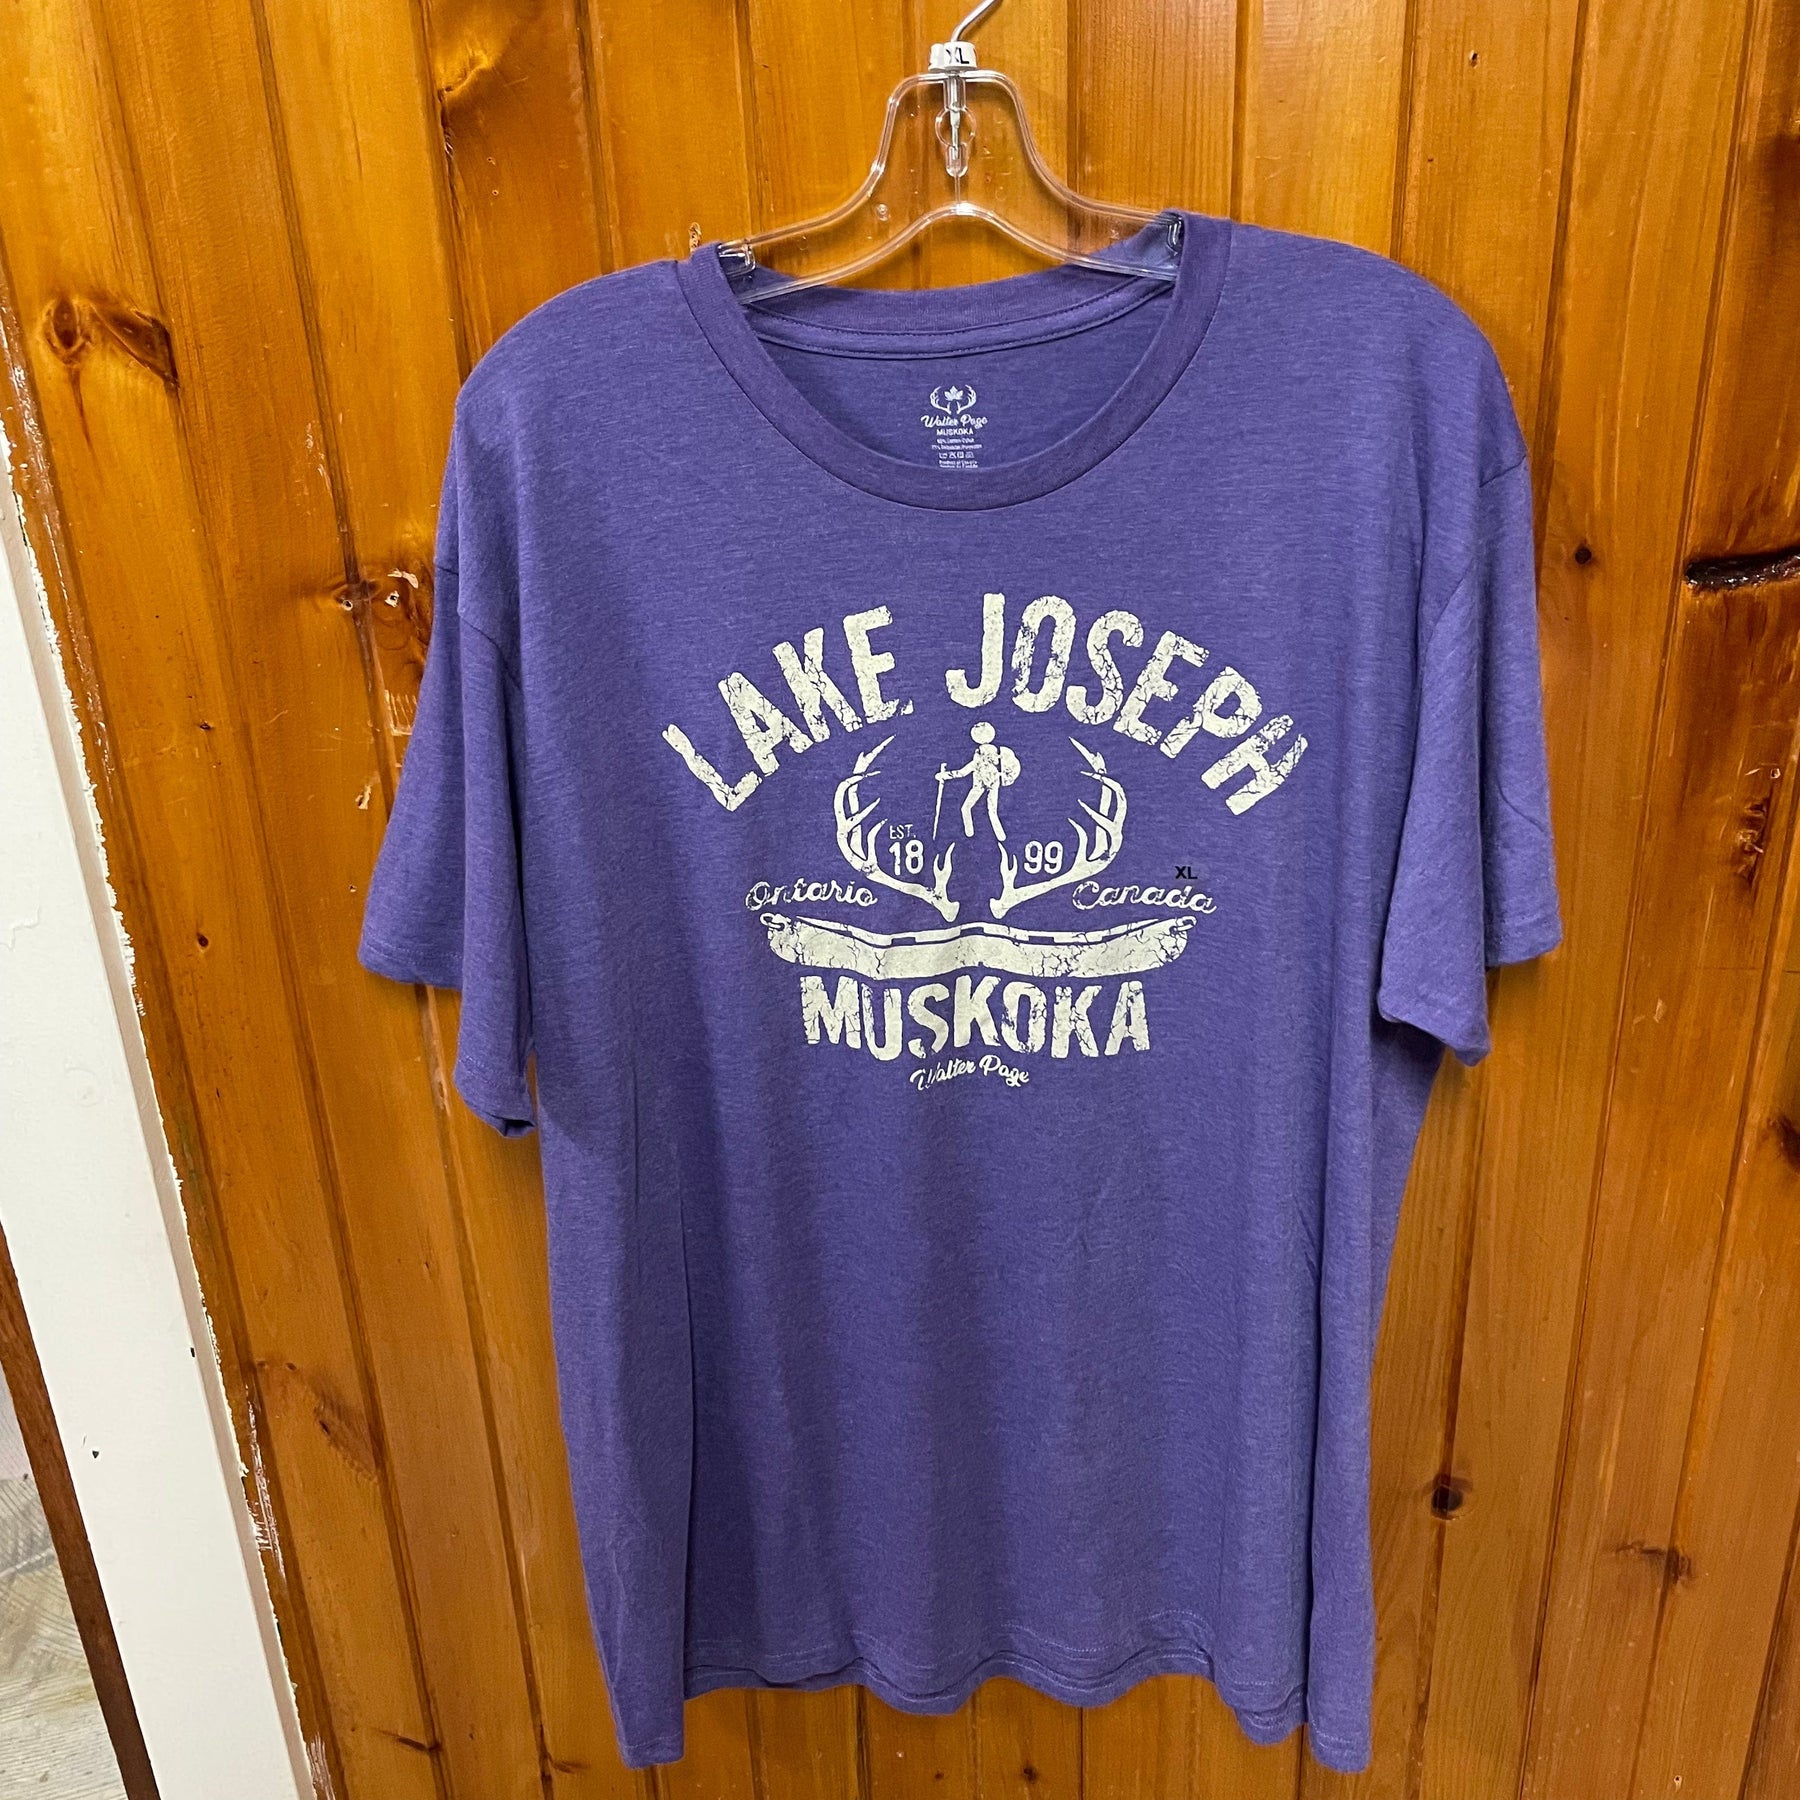 XL
Walter Page
MUSKOKA
LAKE JOSEPH
EST.
18 99
XL
Ontario Canada
MUSKOKA
Walter Page